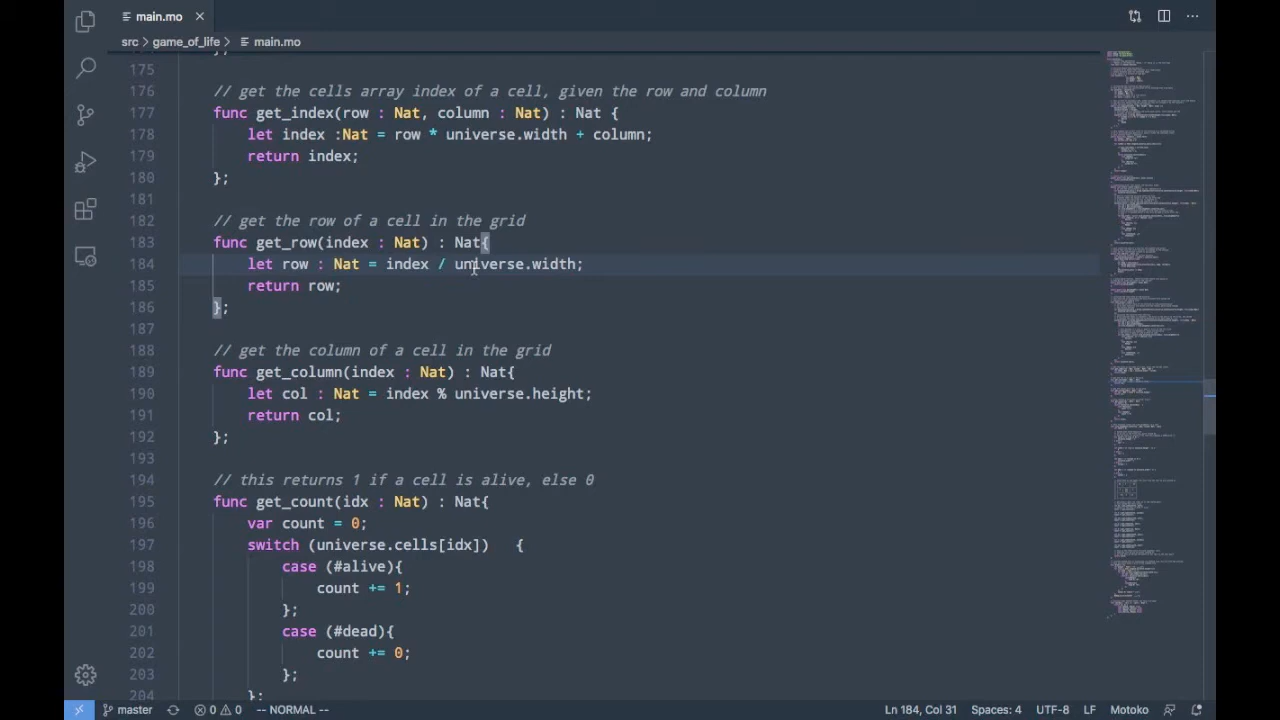 main.mo
src > game_of_life > main.mo
};
175
176 // get the cells array index of a cell, given the row and column
177 func get_index(row : Nat, column : Nat) : Nat {
178 let index :Nat = row * universe.width + column;
179 return index;
180 };
181
182 // get the row of a cell in the grid
183 func get_row(index : Nat) : Nat{
184 let row : Nat = index / universe.width;
185 return row;
186 };
187
188 // get the column of a cell in the grid
189 func get_column(index : Nat) : Nat{
190 let col : Nat = index % universe.height;
191 return col;
192 };
193
194 // this returns 1 if a cell is alive, else 0
195 func get_count(idx : Nat) : Nat{
196 var count = 0;
197 switch (universe.cells[idx]) {
198 case (#alive){
199 count += 1;
200 };
201 case (#dead){
202 count += 0;
203 };
204 };
master 0 0 -- NORMAL -- Ln 184, Col 31 Spaces: 4 UTF-8 LF Motoko